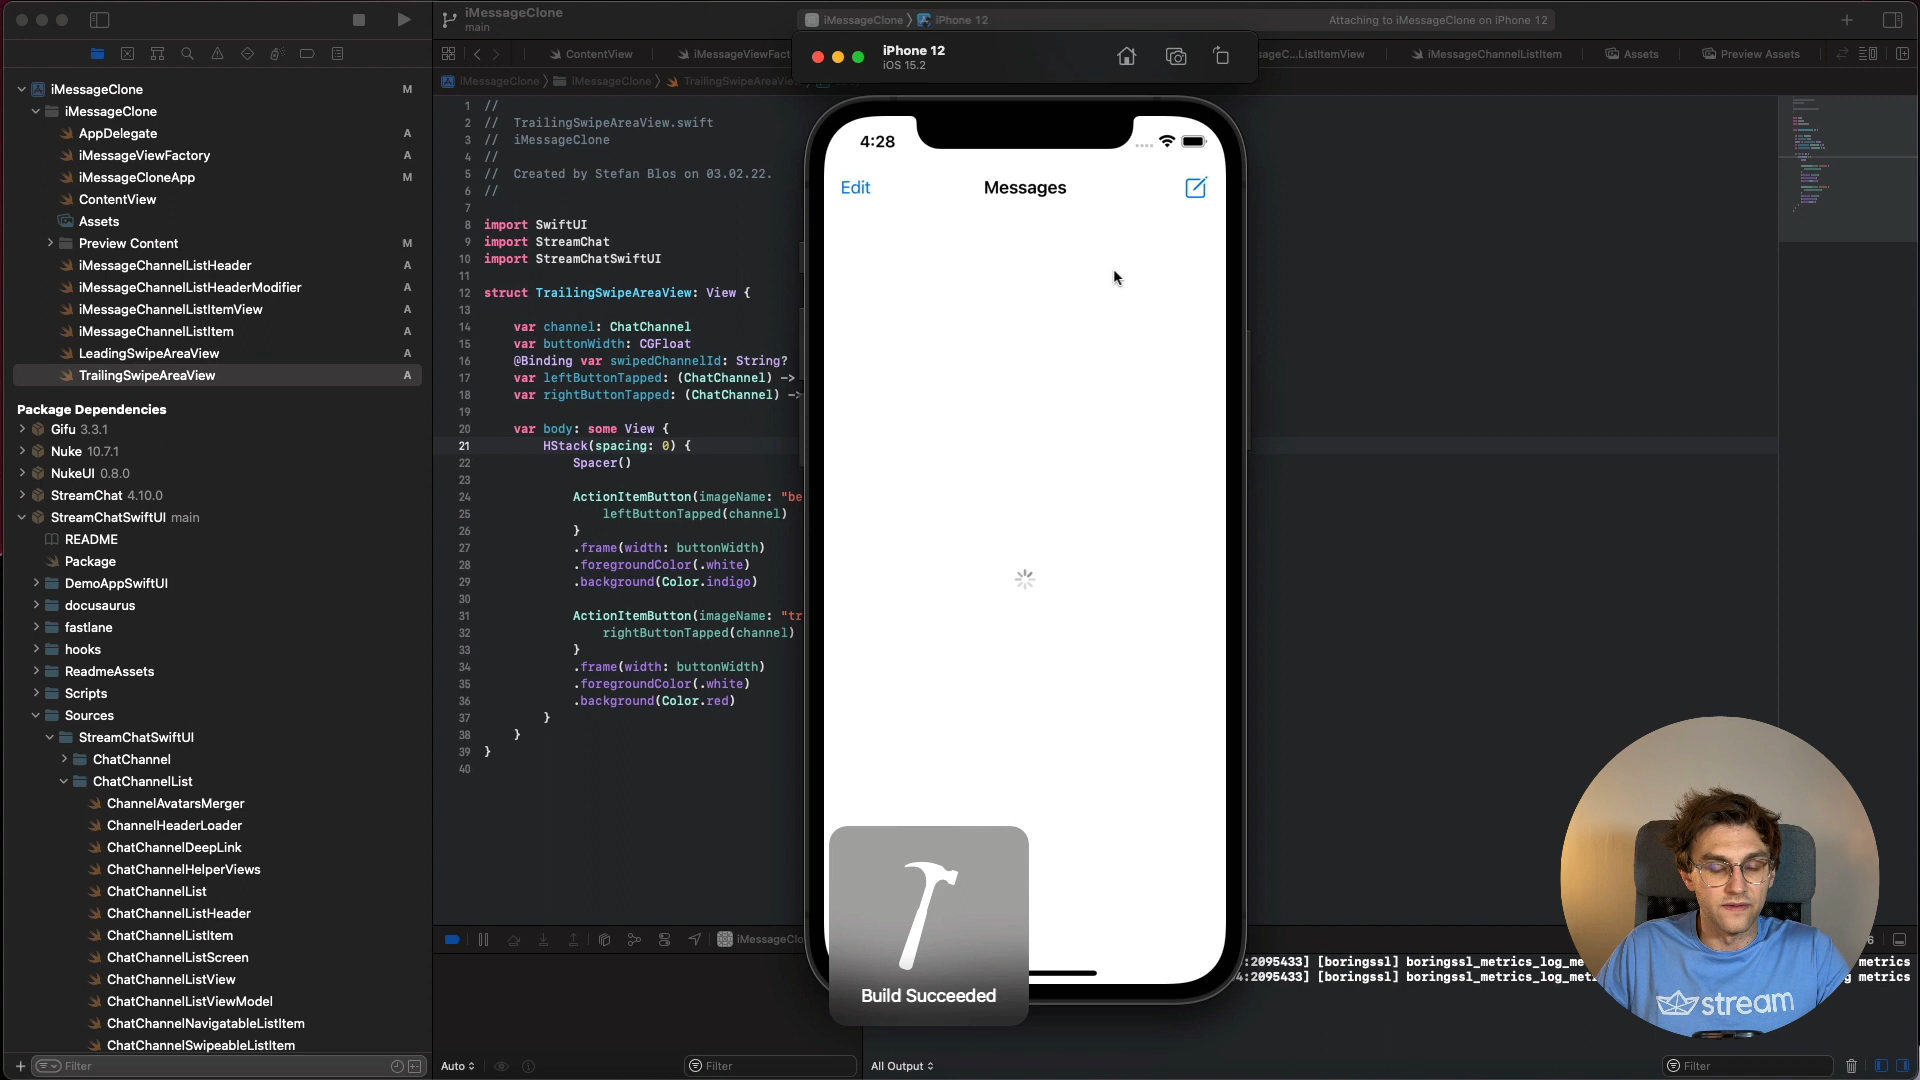 iMessageClone
main
iMessageClone
iPhone 12
Attaching to iMessageClone on iPhone 12
ContentView
iMessageViewFact
iPhone 12
iOS 15.2
ListItemView
iMessageChannelListItem
Assets
Preview Assets
iMessageClone
iMessageClone
TrailingSwipeAreaVie
iMessageClone M
iMessageClone
AppDelegate A
iMessageViewFactory A
iMessageCloneApp M
ContentView
Assets
Preview Content M
iMessageChannelListHeader A
iMessageChannelListHeaderModifier A
iMessageChannelListItemView A
iMessageChannelListItem A
LeadingSwipeAreaView A
TrailingSwipeAreaView A
Package Dependencies
Gifu 3.3.1
Nuke 10.7.1
NukeUI 0.8.0
StreamChat 4.10.0
StreamChatSwiftUI main
README
Package
DemoAppSwiftUI
docusaurus
fastlane
hooks
ReadmeAssets
Scripts
Sources
StreamChatSwiftUI
ChatChannel
ChatChannelList
ChannelAvatarsMerger
ChannelHeaderLoader
ChatChannelDeepLink
ChatChannelHelperViews
ChatChannelList
ChatChannelListHeader
ChatChannelListItem
ChatChannelListScreen
ChatChannelListView
ChatChannelListViewModel
ChatChannelNavigatableListItem
ChatChannelSwipeableListItem
Filter
1 //
2 // TrailingSwipeAreaView.swift
3 // iMessageClone
4 //
5 // Created by Stefan Blos on 03.02.22.
6 //
7
8 import SwiftUI
9 import StreamChat
10 import StreamChatSwiftUI
11
12 struct TrailingSwipeAreaView: View {
13
14 var channel: ChatChannel
15 var buttonWidth: CGFloat
16 @Binding var swipedChannelId: String?
17 var leftButtonTapped: (ChatChannel) ->
18 var rightButtonTapped: (ChatChannel) ->
19
20 var body: some View {
21 HStack(spacing: 0) {
22 Spacer()
23
24 ActionItemButton(imageName: "be
25 leftButtonTapped(channel)
26 }
27 .frame(width: buttonWidth)
28 .foregroundColor(.white)
29 .background(Color.indigo)
30
31 ActionItemButton(imageName: "tr
32 rightButtonTapped(channel)
33 }
34 .frame(width: buttonWidth)
35 .foregroundColor(.white)
36 .background(Color.red)
37 }
38 }
39 }
40
4:28
Edit
Messages
Build Succeeded
iMessageClo
:2095433] [boringssl] boringssl_metrics_log_me
metrics
4:2095433] [boringssl] boringssl_metrics_log_met
g metrics
stream
Auto
Filter
All Output
Filter